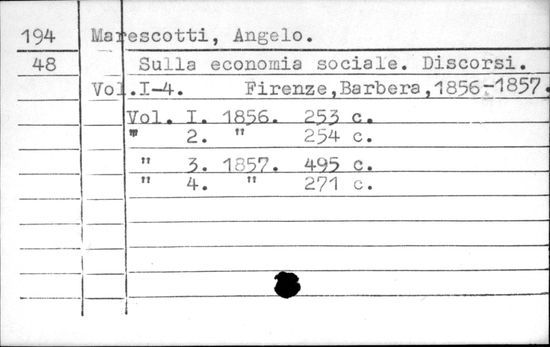 194 Marescotti, Angelo.
48 Sulla economia sociale. Discorsi.
Vol.I-4. Firenze,Barbera,1856-1857.
Vol. I. 1856. 253 c.
" 2. " 254 c.
" 3. 1857. 495 c.
" 4. " 271 c.